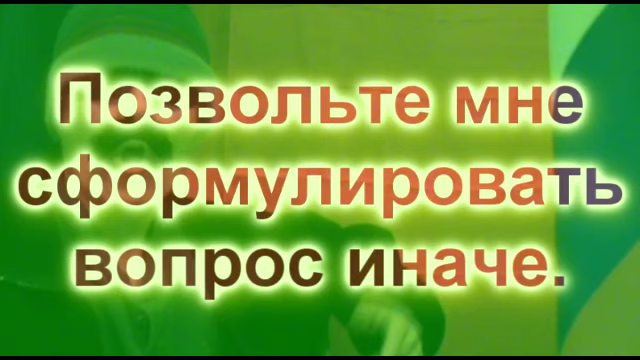 Позвольте мне
сформулировать
вопрос иначе.